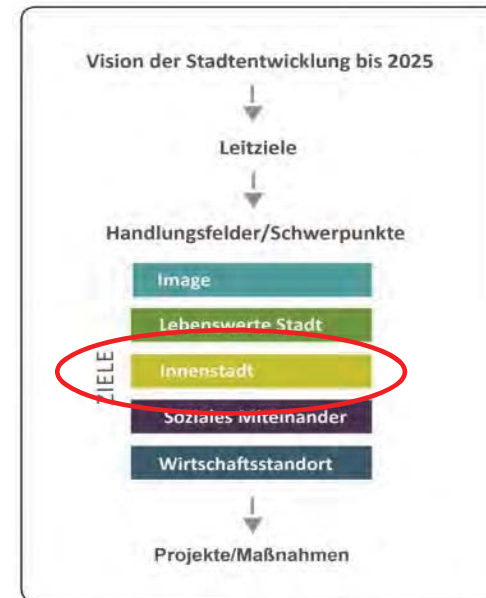 Vision der Stadtentwicklung bis 2025
Leitziele
Handlungsfelder/Schwerpunkte
ZIELE
Image
Lebenswerte Stadt
Innenstadt
Soziales Miteinander
Wirtschaftsstandort
Projekte/Maßnahmen